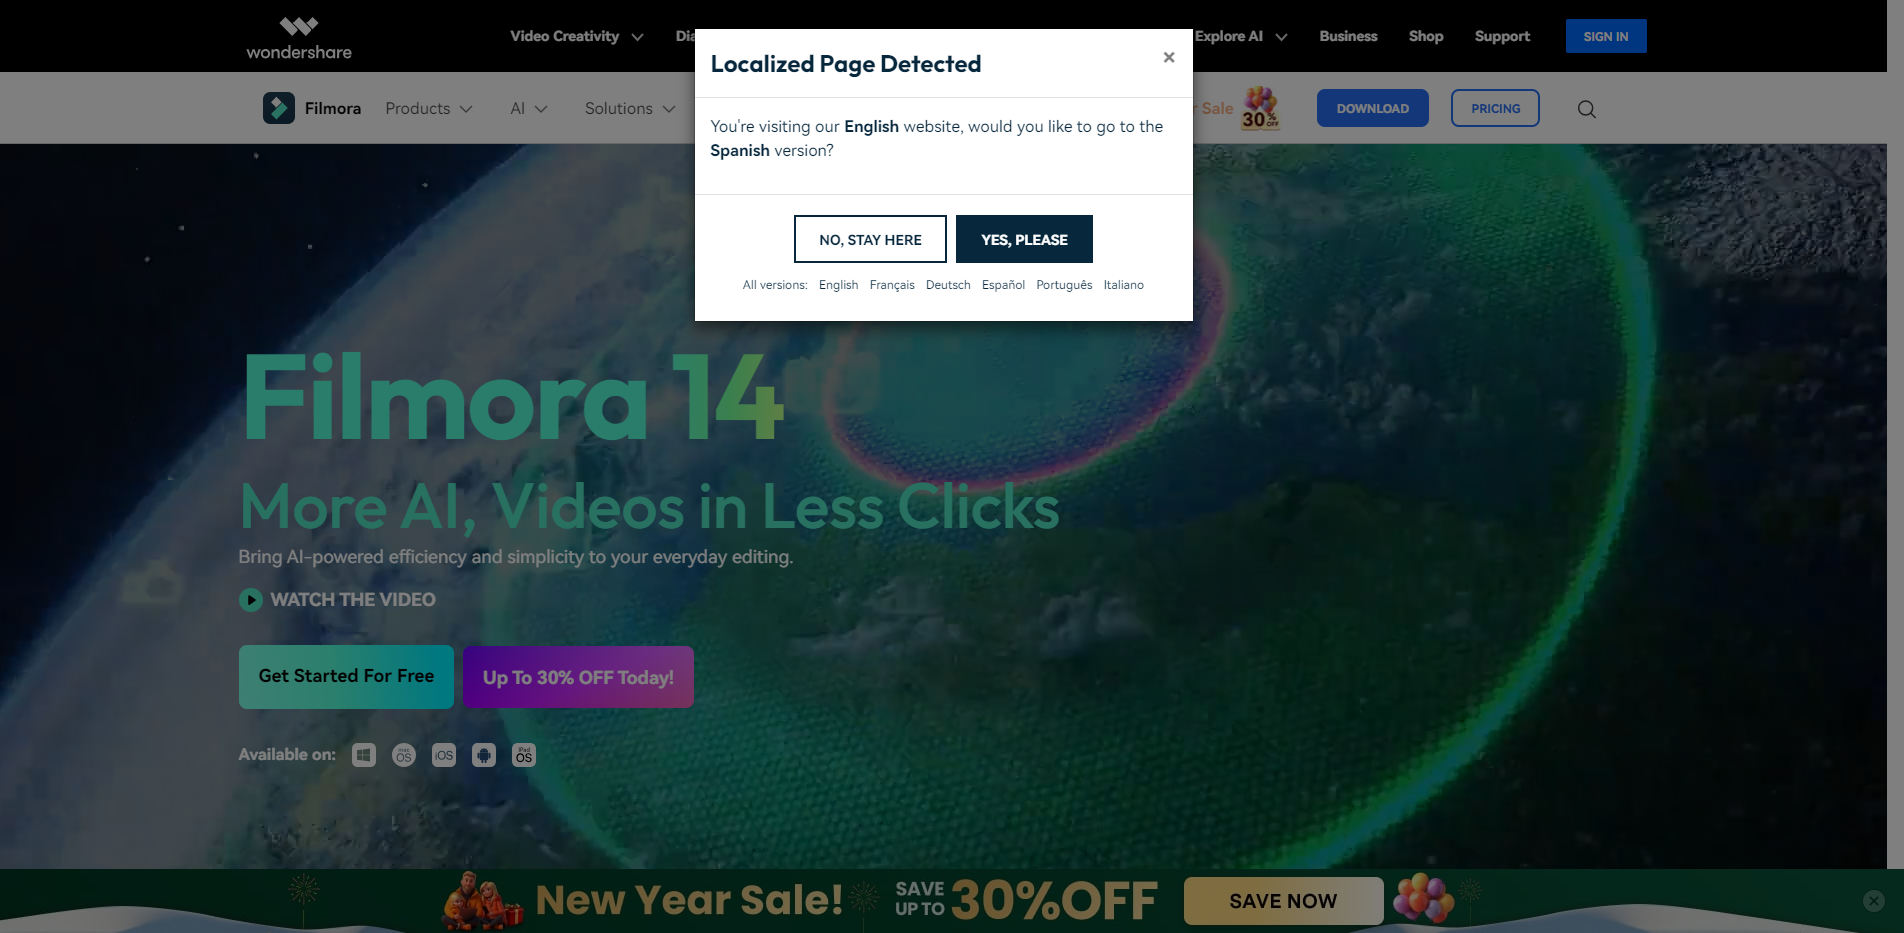 wondershare
Video Creativity
Explore AI
Business
Shop
Support
SIGN IN
Filmora
Products
AI
Solutions
Sale
30% OFF
DOWNLOAD
PRICING
Localized Page Detected
×
You're visiting our English website, would you like to go to the
Spanish version?
NO, STAY HERE
YES, PLEASE
All versions: English Français Deutsch Español Português Italiano
Filmora 14
More AI, Videos in Less Clicks
Bring AI-powered efficiency and simplicity to your everyday editing.
WATCH THE VIDEO
Get Started For Free
Up To 30% OFF Today!
Available on:
macOS
iOS
iPadOS
New Year Sale!
SAVE
UP TO
30%OFF
SAVE NOW